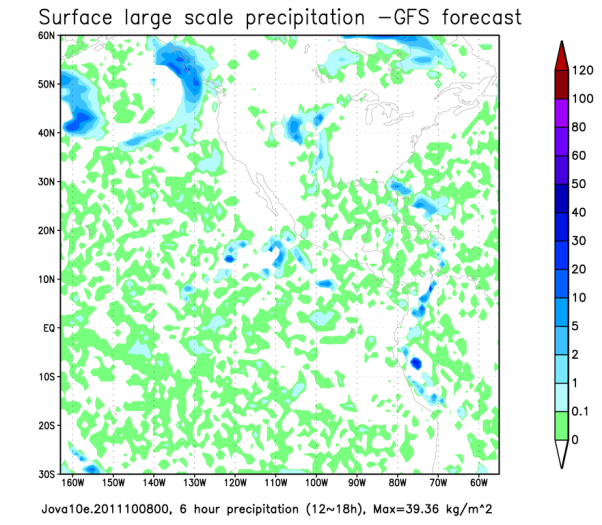 Surface large scale precipitation -GFS forecast
60N
50N
40N
30N
20N
10N
EQ
10S
20S
30S
160W 150W 140W 130W 120W 110W 100W 90W 80W 70W 60W
120
100
80
60
50
40
30
20
10
5
2
1
0.1
0
Jova10e.2011100800, 6 hour precipitation (12~18h), Max=39.36 kg/m^2